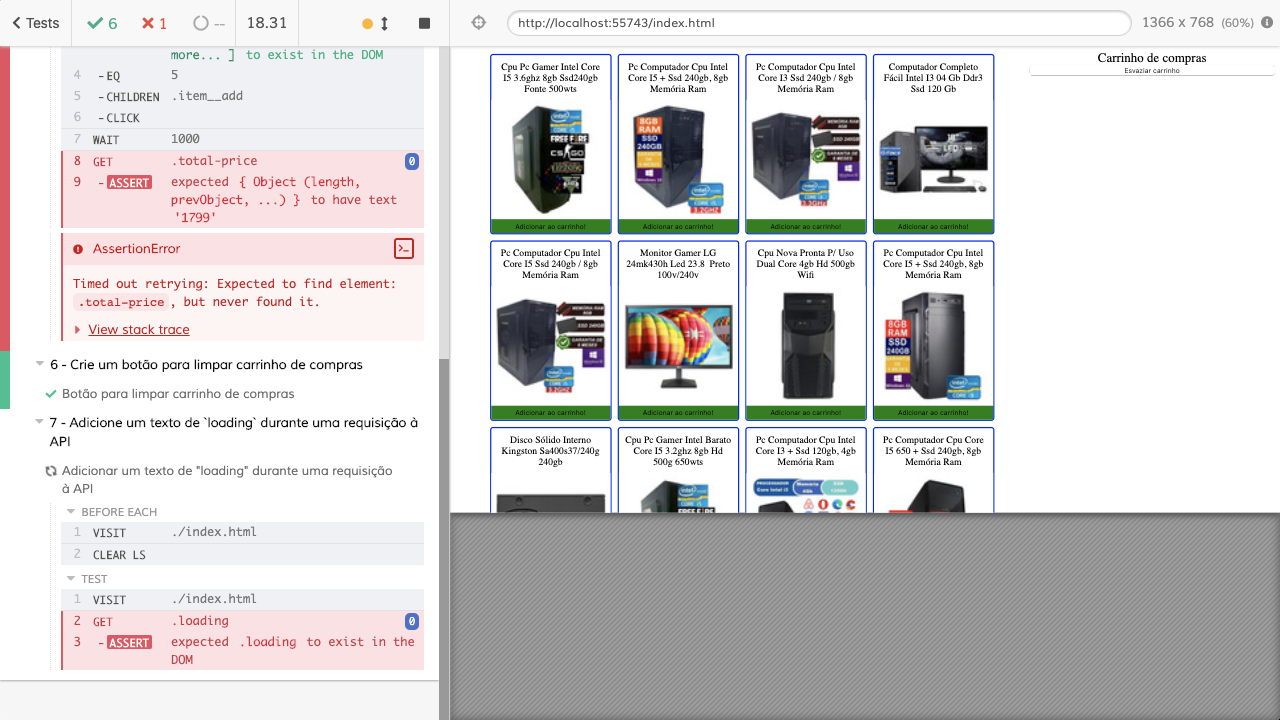 Tests
6
1
--
18.31
http://localhost:55743/index.html
1366 x 768 (60%)
more... ] to exist in the DOM
4 - EQ 5
5 - CHILDREN .item__add
6 - CLICK
7 WAIT 1000
8 GET .total-price 0
9 - ASSERT expected { Object (length,
prevObject, ...) } to have text
'1799'
AssertionError
Timed out retrying: Expected to find element:
.total-price , but never found it.
View stack trace
6 - Crie um botão para limpar carrinho de compras
Botão para limpar carrinho de compras
7 - Adicione um texto de `loading` durante uma requisição à
API
Adicionar um texto de "loading" durante uma requisição
à API
BEFORE EACH
1 VISIT ./index.html
2 CLEAR LS
TEST
1 VISIT ./index.html
2 GET .loading 0
3 - ASSERT expected .loading to exist in the
DOM
Cpu Pc Gamer Intel Core
I5 3.6ghz 8gb Ssd240gb
Fonte 500wts
Adicionar ao carrinho!
Pc Computador Cpu Intel
Core I5 + Ssd 240gb, 8gb
Memória Ram
8GB
RAM
SSD
240GB
Adicionar ao carrinho!
Pc Computador Cpu Intel
Core I3 Ssd 240gb / 8gb
Memória Ram
Adicionar ao carrinho!
Computador Completo
Fácil Intel I3 04 Gb Ddr3
Ssd 120 Gb
Adicionar ao carrinho!
Pc Computador Cpu Intel
Core I5 Ssd 240gb / 8gb
Memória Ram
Adicionar ao carrinho!
Monitor Gamer LG
24mk430h Led 23.8 Preto
100v/240v
Adicionar ao carrinho!
Cpu Nova Pronta P/ Uso
Dual Core 4gb Hd 500gb
Wifi
Adicionar ao carrinho!
Pc Computador Cpu Intel
Core I5 + Ssd 240gb, 8gb
Memória Ram
8GB
RAM
SSD
240GB
Adicionar ao carrinho!
Disco Sólido Interno
Kingston Sa400s37/240g
240gb
Cpu Pc Gamer Intel Barato
Core I5 3.2ghz 8gb Hd
500g 650wts
Pc Computador Cpu Intel
Core I3 + Ssd 120gb, 4gb
Memória Ram
Pc Computador Cpu Core
I5 650 + Ssd 240gb, 8gb
Memória Ram
Carrinho de compras
Esvaziar carrinho